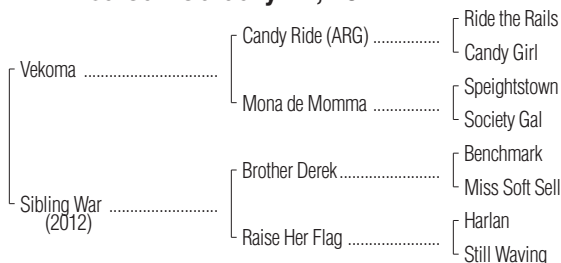 Ride the Rails
Candy Ride (ARG) ..................
Candy Girl
Vekoma ...................................
Speightstown
Mona de Momma ..................
Society Gal
Benchmark
Brother Derek ..........................
Miss Soft Sell
Sibling War ............................
(2012)
Harlan
Raise Her Flag ........................
Still Waving